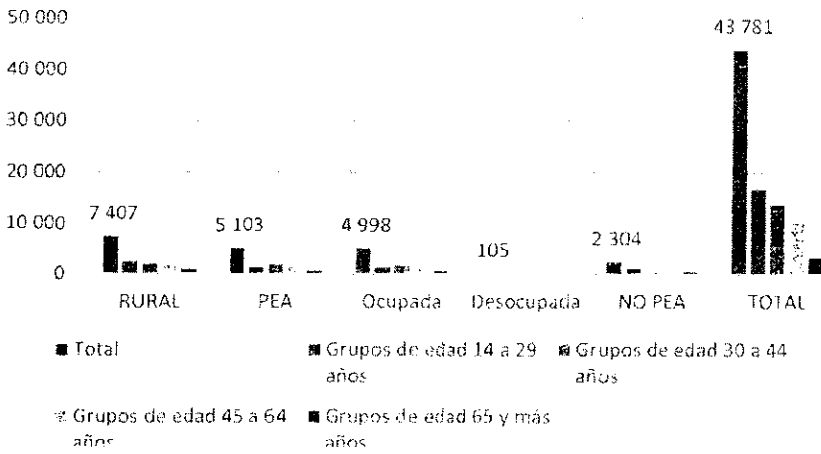 50 000
43 781
40 000
30 000
20 000
10 000
7 407
5 103
4 998
105
2 304
0
RURAL PEA Ocupada Desocupada NO PEA TOTAL
Total
Grupos de edad 14 a 29
años
Grupos de edad 30 a 44
años
Grupos de edad 45 a 64
años
Grupos de edad 65 y más
años